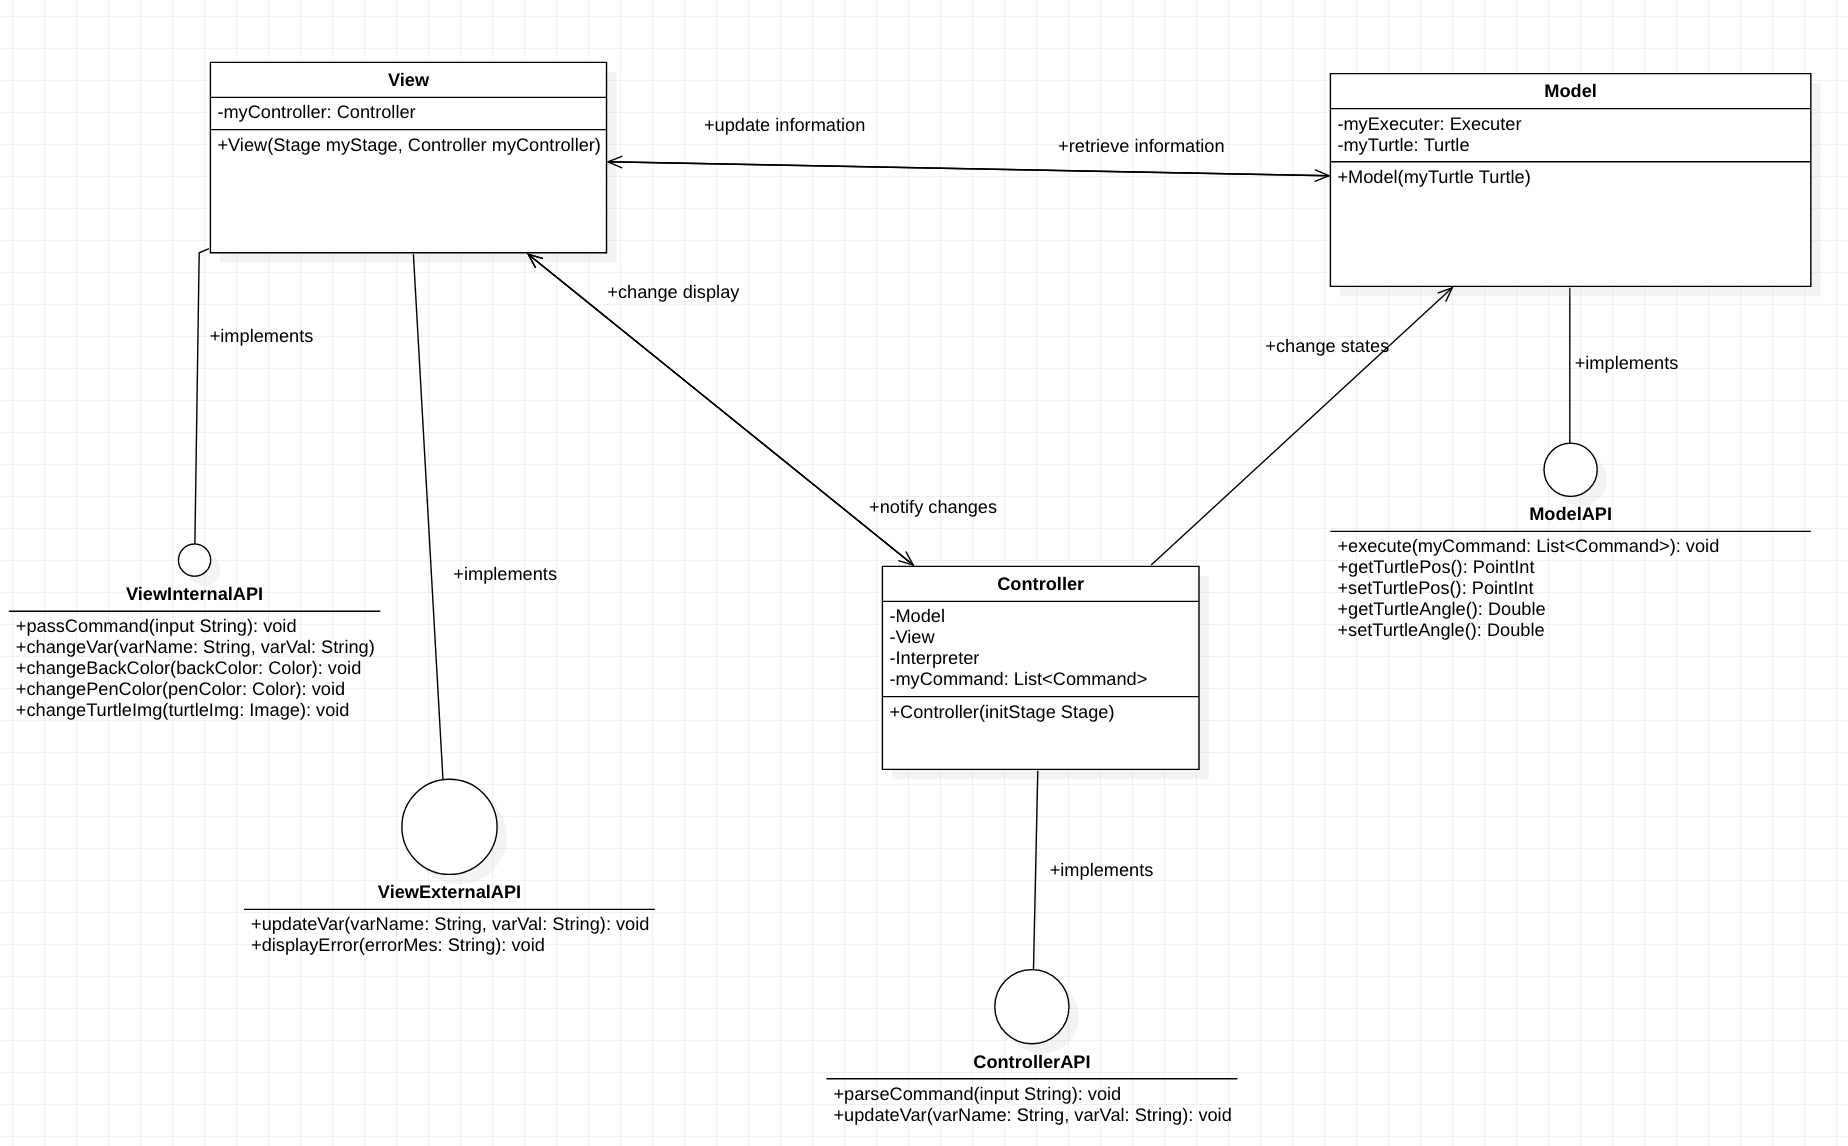 View
-myController: Controller
+View(Stage myStage, Controller myController)
+update information
+retrieve information
Model
-myExecuter: Executer
-myTurtle: Turtle
+Model(myTurtle Turtle)
+change display
+implements
+change states
+implements
+notify changes
+implements
ModelAPI
+execute(myCommand: List<Command>): void
+getTurtlePos(): PointInt
+setTurtlePos(): PointInt
+getTurtleAngle(): Double
+setTurtleAngle(): Double
ViewInternalAPI
+passCommand(input String): void
+changeVar(varName: String, varVal: String)
+changeBackColor(backColor: Color): void
+changePenColor(penColor: Color): void
+changeTurtleImg(turtleImg: Image): void
Controller
-Model
-View
-Interpreter
-myCommand: List<Command>
+Controller(initStage Stage)
ViewExternalAPI
+updateVar(varName: String, varVal: String): void
+displayError(errorMes: String): void
+implements
ControllerAPI
+parseCommand(input String): void
+updateVar(varName: String, varVal: String): void